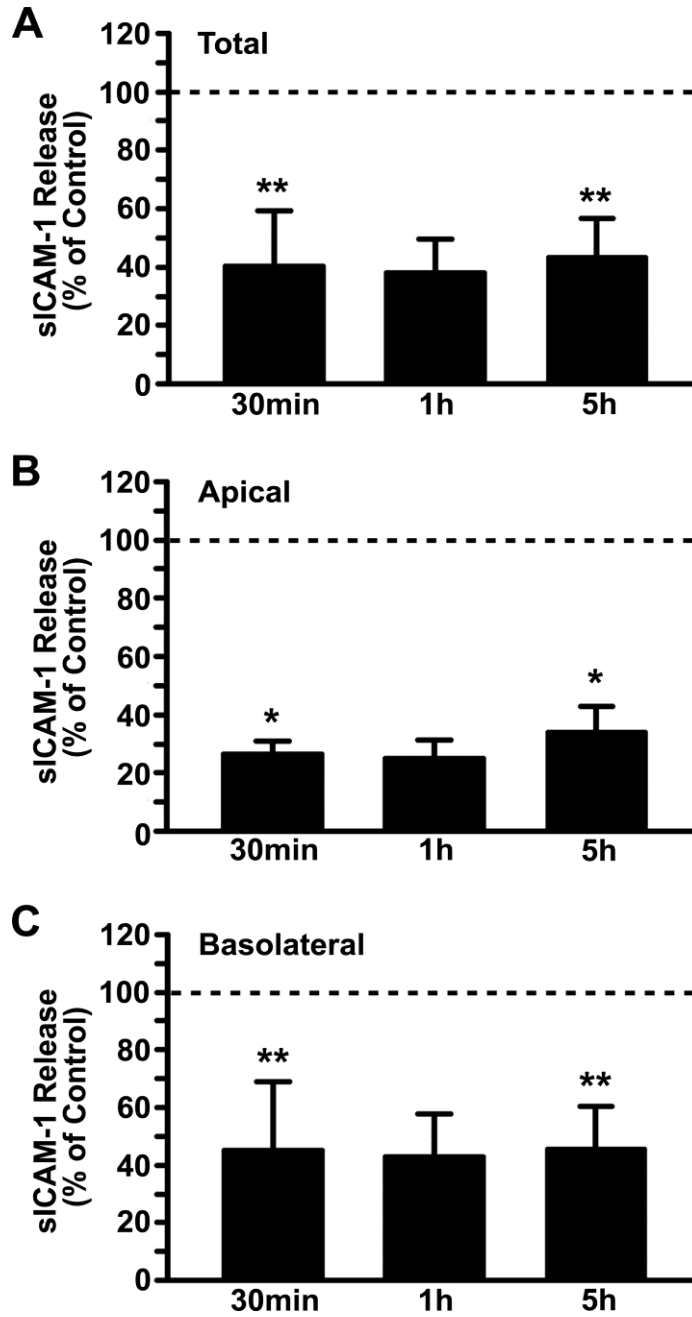 A
Total
sICAM-1 Release
(% of Control)
120
100
80
60
40
20
0
** **
30min 1h 5h
B
Apical
sICAM-1 Release
(% of Control)
120
100
80
60
40
20
0
* *
30min 1h 5h
C
Basolateral
sICAM-1 Release
(% of Control)
120
100
80
60
40
20
0
** **
30min 1h 5h